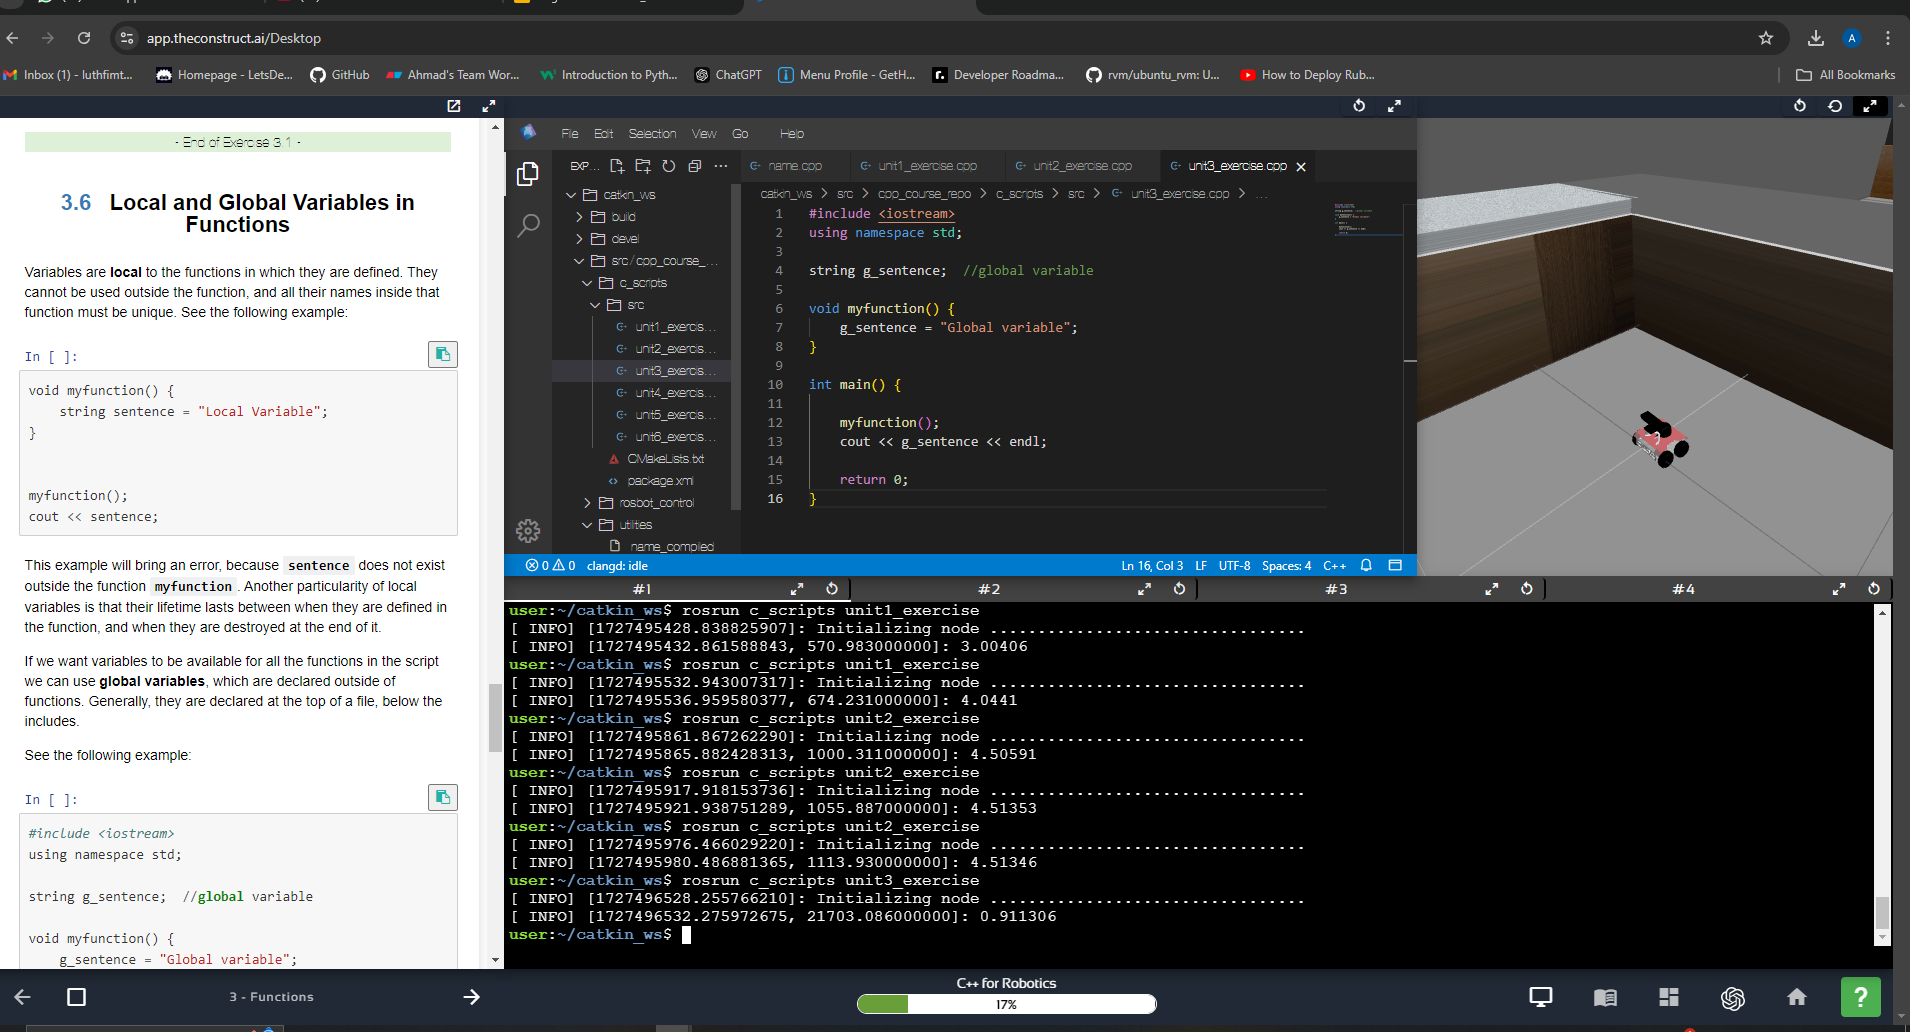 app.theconstruct.ai/Desktop
A
Inbox (1) - luthfimt...
Homepage - LetsDe...
GitHub
Ahmad's Team Wor...
Introduction to Pyth...
ChatGPT
Menu Profile - GetH...
Developer Roadma...
rvm/ubuntu_rvm: U...
How to Deploy Rub...
All Bookmarks
- End of Exercise 3.1 -
3.6 Local and Global Variables in
Functions
Variables are local to the functions in which they are defined. They
cannot be used outside the function, and all their names inside that
function must be unique. See the following example:
In [ ]:
void myfunction() {
string sentence = "Local Variable";
}
myfunction();
cout << sentence;
This example will bring an error, because sentence does not exist
outside the function myfunction . Another particularity of local
variables is that their lifetime lasts between when they are defined in
the function, and when they are destroyed at the end of it.
If we want variables to be available for all the functions in the script
we can use global variables, which are declared outside of
functions. Generally, they are declared at the top of a file, below the
includes.
See the following example:
In [ ]:
#include <iostream>
using namespace std;
string g_sentence; //global variable
void myfunction() {
g_sentence = "Global variable";
File Edit Selection View Go Help
EXP...
catkin_ws
build
devel
src/cpp_course_...
c_scripts
src
unit1_exercis...
unit2_exercis...
unit3_exercis...
unit4_exercis...
unit5_exercis...
unit6_exercis...
CMakeLists.txt
package.xml
rosbot_control
utilities
name_compiled
name.cpp
unit1_exercise.cpp
unit2_exercise.cpp
unit3_exercise.cpp
catkin_ws > src > cpp_course_repo > c_scripts > src > unit3_exercise.cpp > ...
1 #include <iostream>
2 using namespace std;
3
4 string g_sentence; //global variable
5
6 void myfunction() {
7 g_sentence = "Global variable";
8 }
9
10 int main() {
11
12 myfunction();
13 cout << g_sentence << endl;
14
15 return 0;
16 }
0 0 clangd: idle
Ln 16, Col 3 LF UTF-8 Spaces: 4 C++
#1
#2
#3
#4
user:~/catkin_ws$ rosrun c_scripts unit1_exercise
[ INFO] [1727495428.838825907]: Initializing node .................................
[ INFO] [1727495432.861588843, 570.983000000]: 3.00406
user:~/catkin_ws$ rosrun c_scripts unit1_exercise
[ INFO] [1727495532.943007317]: Initializing node .................................
[ INFO] [1727495536.959580377, 674.231000000]: 4.0441
user:~/catkin_ws$ rosrun c_scripts unit2_exercise
[ INFO] [1727495861.867262290]: Initializing node .................................
[ INFO] [1727495865.882428313, 1000.311000000]: 4.50591
user:~/catkin_ws$ rosrun c_scripts unit2_exercise
[ INFO] [1727495917.918153736]: Initializing node .................................
[ INFO] [1727495921.938751289, 1055.887000000]: 4.51353
user:~/catkin_ws$ rosrun c_scripts unit2_exercise
[ INFO] [1727495976.466029220]: Initializing node .................................
[ INFO] [1727495980.486881365, 1113.930000000]: 4.51346
user:~/catkin_ws$ rosrun c_scripts unit3_exercise
[ INFO] [1727496528.255766210]: Initializing node .................................
[ INFO] [1727496532.275972675, 21703.086000000]: 0.911306
user:~/catkin_ws$
3 - Functions
C++ for Robotics
17%
?